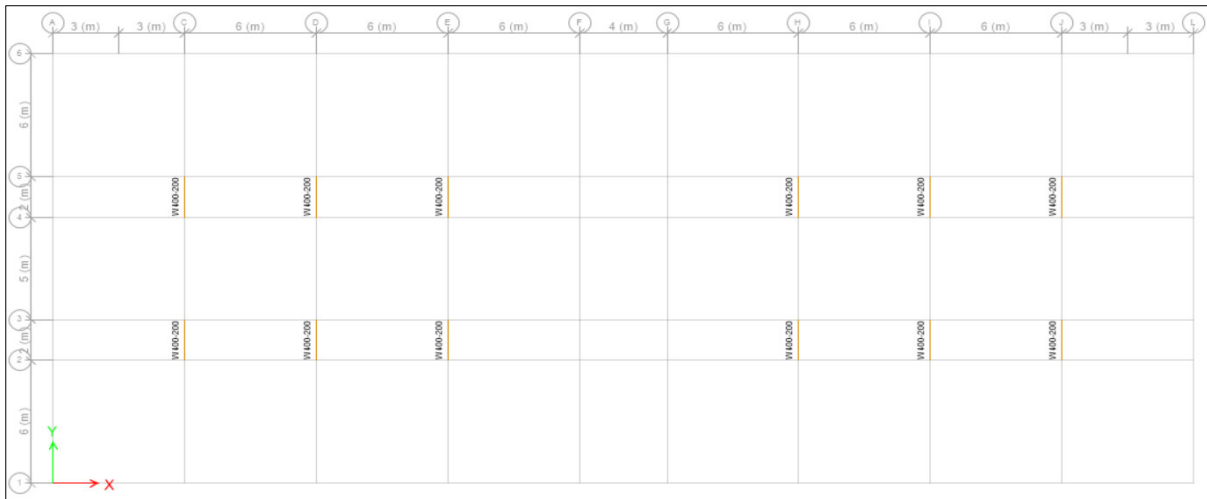 A C D E F G H I J L
3 (m) 3 (m) 6 (m) 6 (m) 6 (m) 4 (m) 6 (m) 6 (m) 6 (m) 3 (m) 3 (m)
6
6 (m)
5
W400-200 W400-200 W400-200 W400-200 W400-200 W400-200
2 (m)
4
5 (m)
3
W400-200 W400-200 W400-200 W400-200 W400-200 W400-200
2 (m)
2
6 (m)
Y
X
1